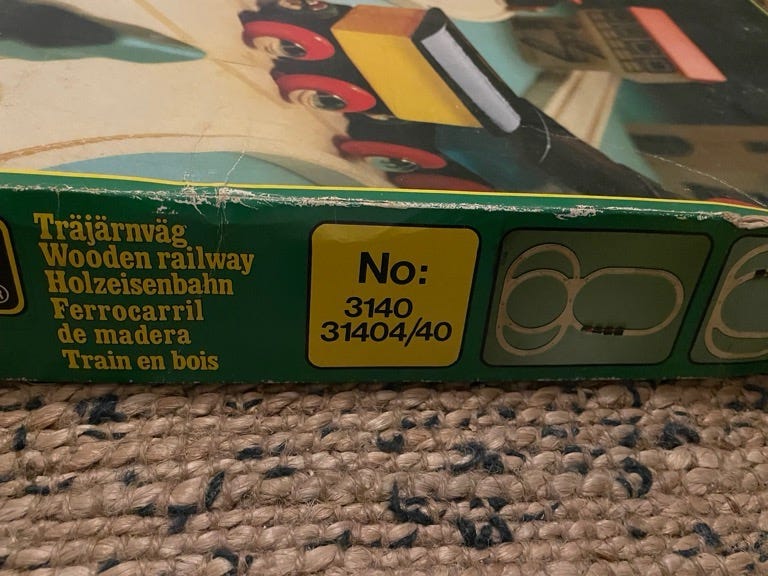 ®
Träjärnväg
Wooden railway
Holzeisenbahn
Ferrocarril
de madera
Train en bois
No:
3140
31404/40